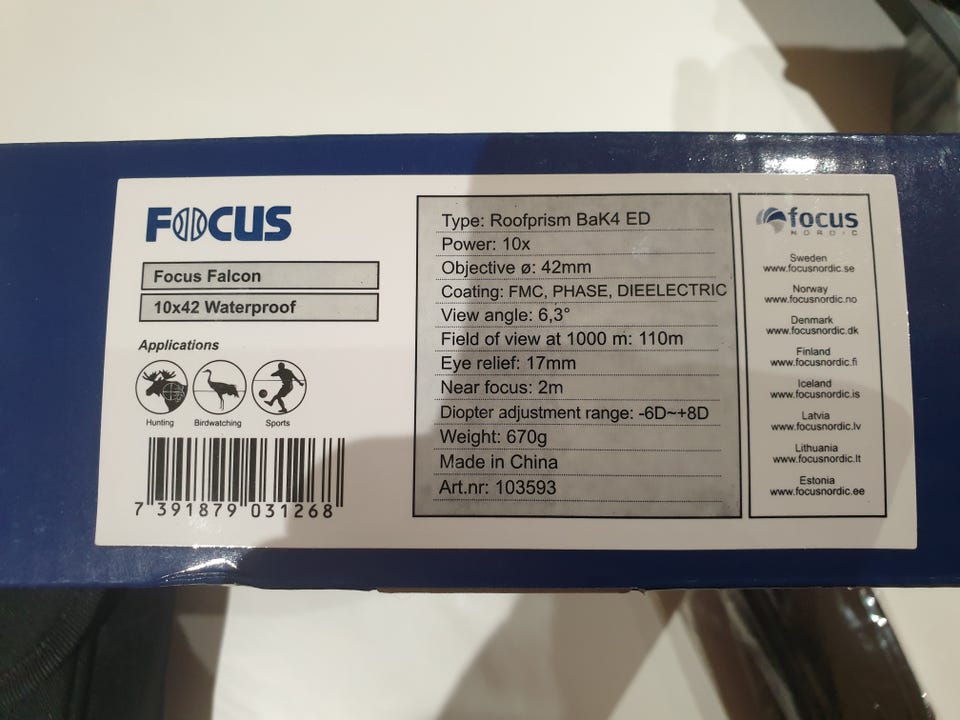 FOCUS
Focus Falcon
10x42 Waterproof
Applications
Hunting Birdwatching Sports
7 391879 031268
Type: Roofprism BaK4 ED
Power: 10x
Objective ø: 42mm
Coating: FMC, PHASE, DIEELECTRIC
View angle: 6,3°
Field of view at 1000 m: 110m
Eye relief: 17mm
Near focus: 2m
Diopter adjustment range: -6D~+8D
Weight: 670g
Made in China
Art.nr: 103593
focus
NORDIC
Sweden
www.focusnordic.se
Norway
www.focusnordic.no
Denmark
www.focusnordic.dk
Finland
www.focusnordic.fi
Iceland
www.focusnordic.is
Latvia
www.focusnordic.lv
Lithuania
www.focusnordic.lt
Estonia
www.focusnordic.ee